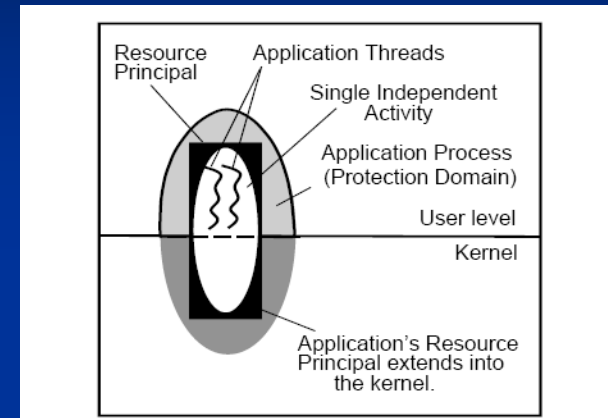 Resource
Principal
Application Threads
Single Independent
Activity
Application Process
(Protection Domain)
User level
Kernel
Application's Resource
Principal extends into
the kernel.